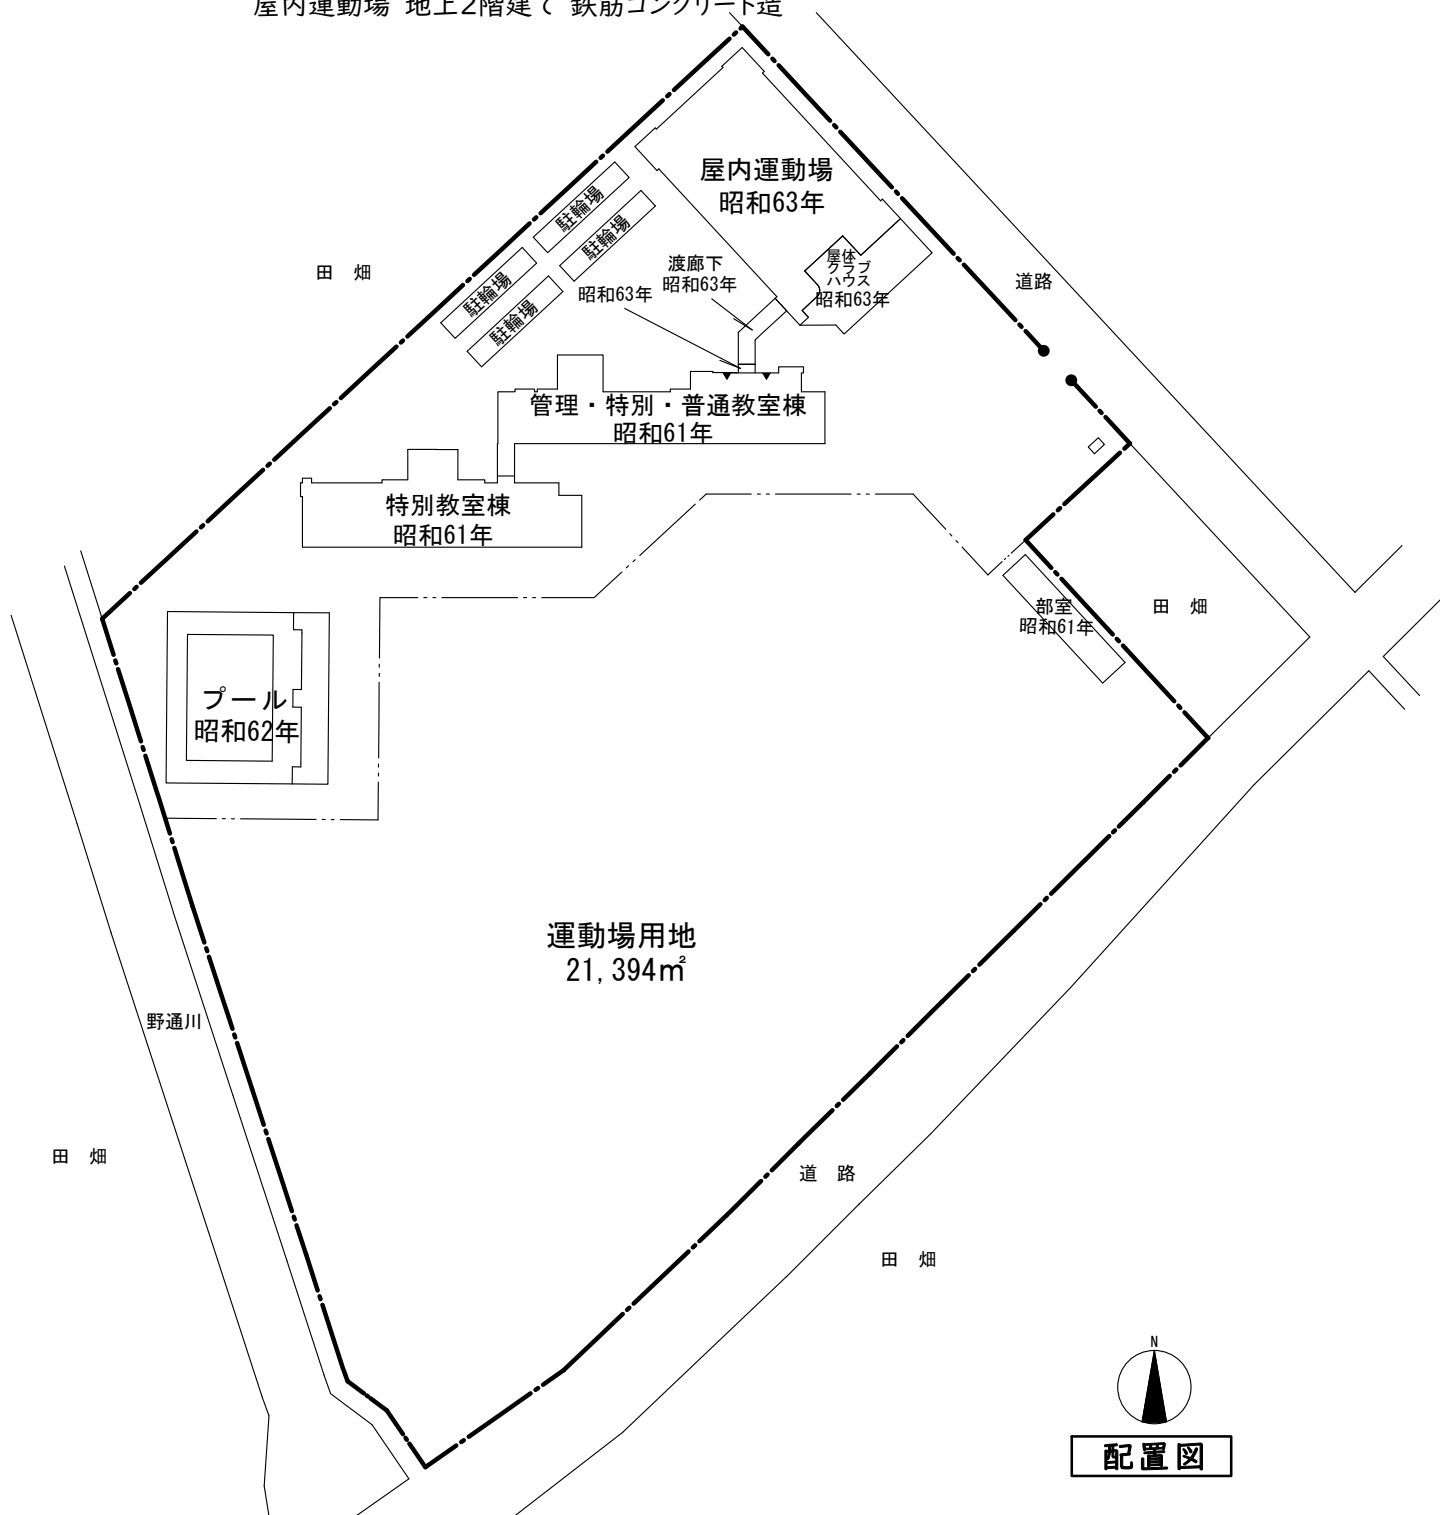 屋内運動場 地上2階建て 鉄筋コンクリート造
屋内運動場
昭和63年
駐輪場
駐輪場
駐輪場
駐輪場
渡廊下
昭和63年
昭和63年
屋体
クラブ
ハウス
昭和63年
道路
田 畑
管理・特別・普通教室棟
昭和61年
特別教室棟
昭和61年
部室
昭和61年
田 畑
プール
昭和62年
運動場用地
21,394㎡
野通川
田 畑
道 路
田 畑
N
配置図